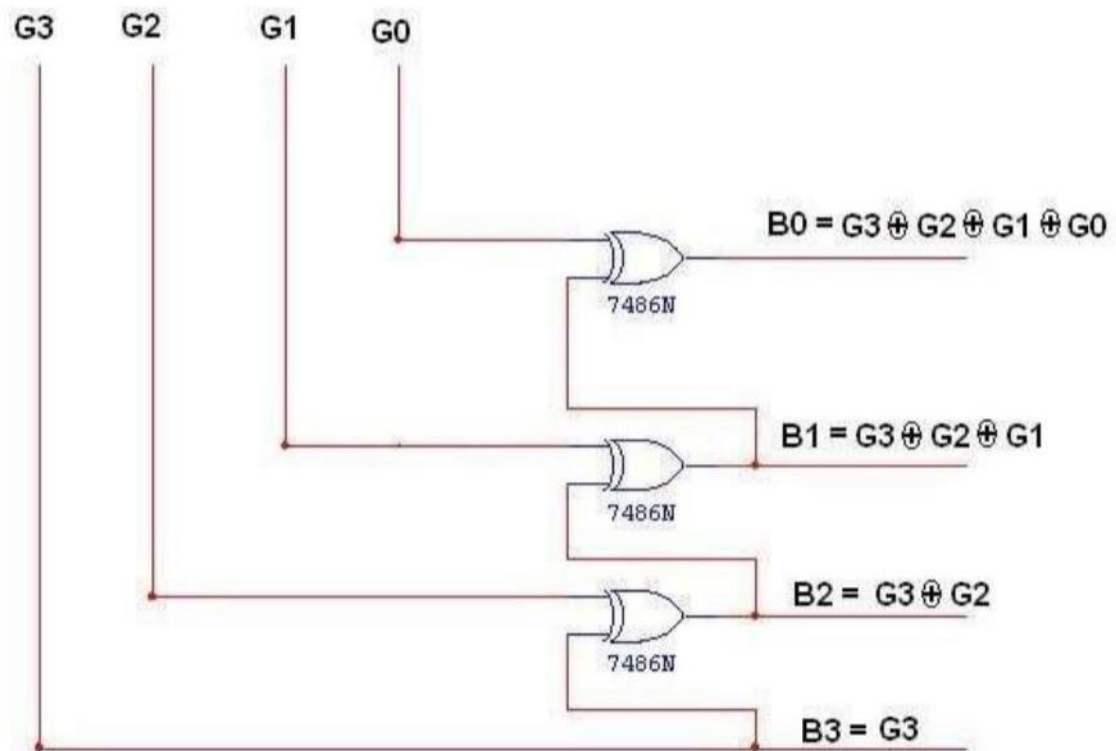 G3 G2 G1 G0
B0 = G3 ⊕ G2 ⊕ G1 ⊕ G0
7486N
B1 = G3 ⊕ G2 ⊕ G1
7486N
B2 = G3 ⊕ G2
7486N
B3 = G3